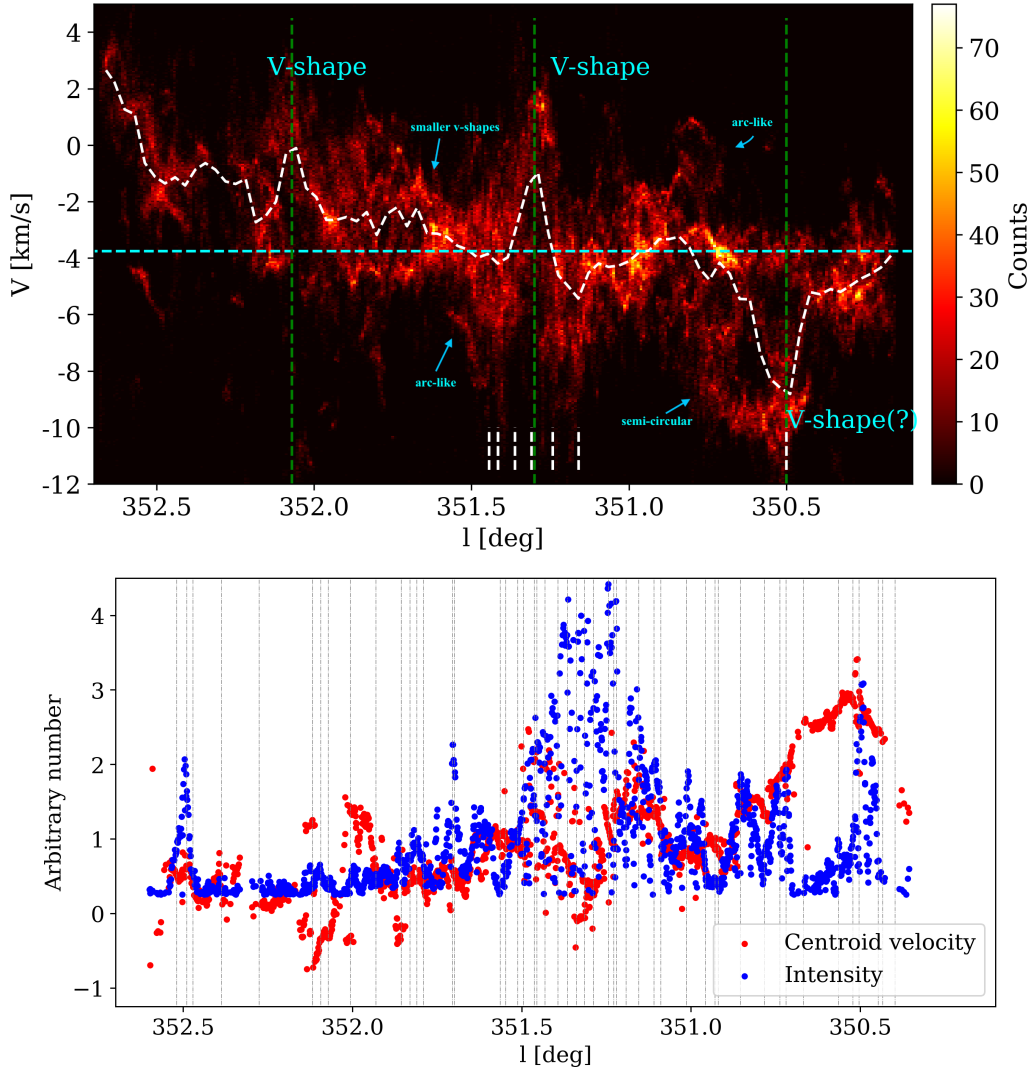 4
2
0
-2
-4
-6
-8
-10
-12
V [km/s]
V-shape
V-shape
smaller v-shapes
arc-like
arc-like
semi-circular
V-shape(?)
352.5
352.0
351.5
351.0
350.5
l [deg]
70
60
50
40
30
20
10
0
Counts
4
3
2
1
0
−1
Arbitrary number
Centroid velocity
Intensity
352.5
352.0
351.5
351.0
350.5
l [deg]